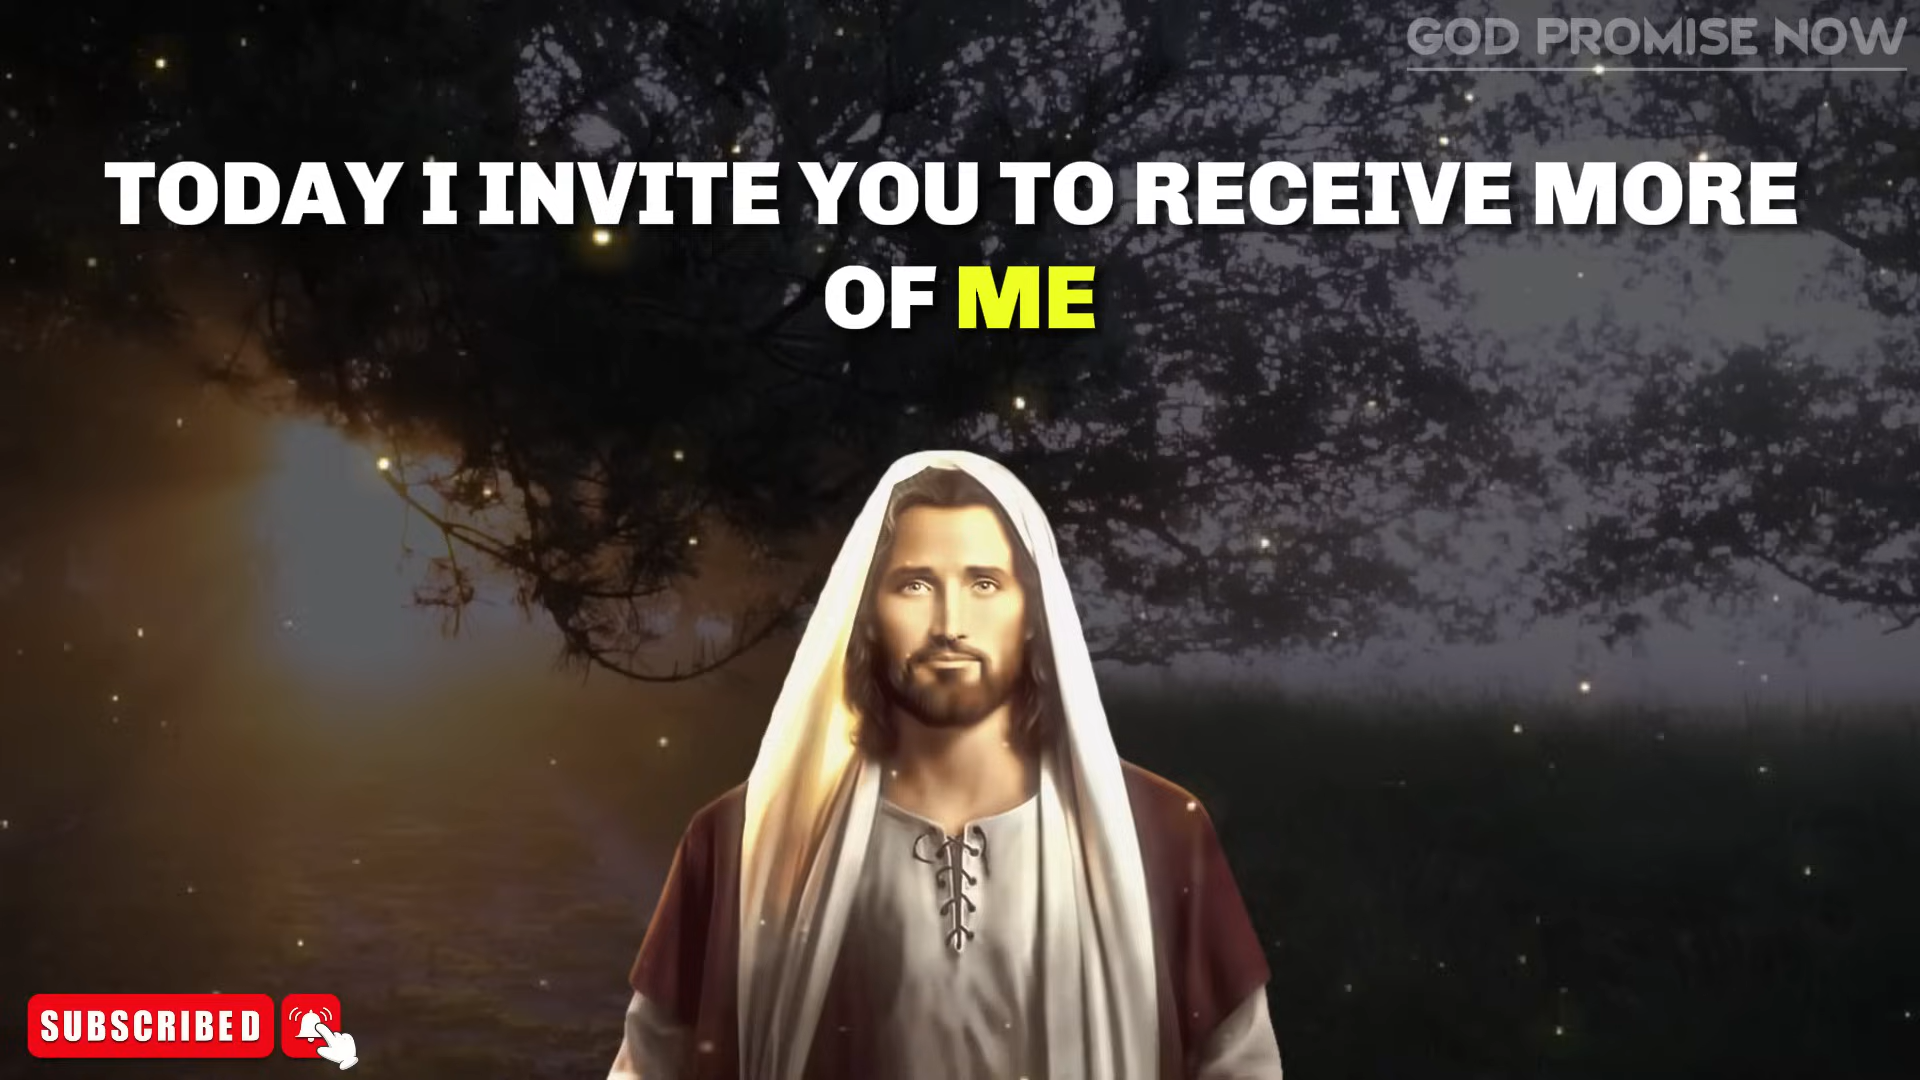 GOD PROMISE NOW
TODAY I INVITE YOU TO RECEIVE MORE
OF ME
SUBSCRIBED